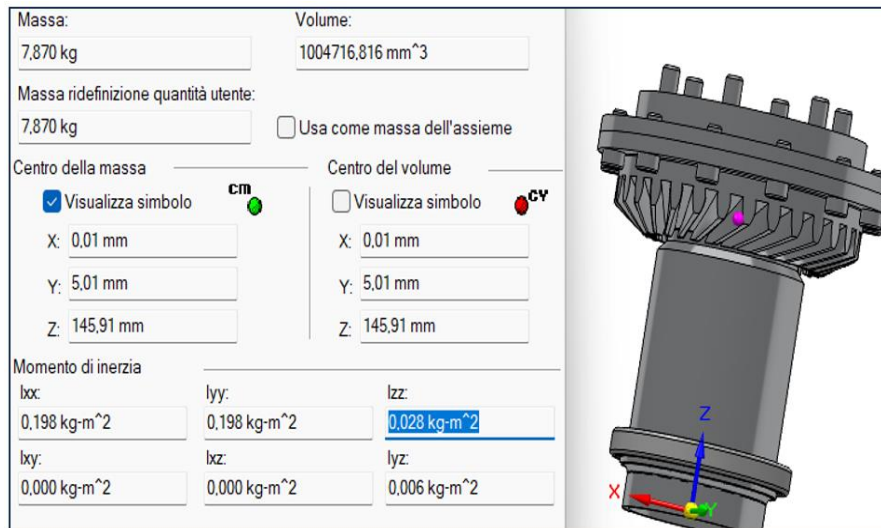 Massa: Volume:
7,870 kg 1004716,816 mm^3
Massa ridefinizione quantità utente:
7,870 kg Usa come massa dell'assieme
Centro della massa Centro del volume
Visualizza simbolo cm Visualizza simbolo CY
X: 0,01 mm X: 0,01 mm
Y: 5,01 mm Y: 5,01 mm
Z: 145,91 mm Z: 145,91 mm
Momento di inerzia
Ixx: Iyy: Izz:
0,198 kg-m^2 0,198 kg-m^2 0,028 kg-m^2
Ixy: Ixz: Iyz:
0,000 kg-m^2 0,000 kg-m^2 0,006 kg-m^2
Z
X
Y